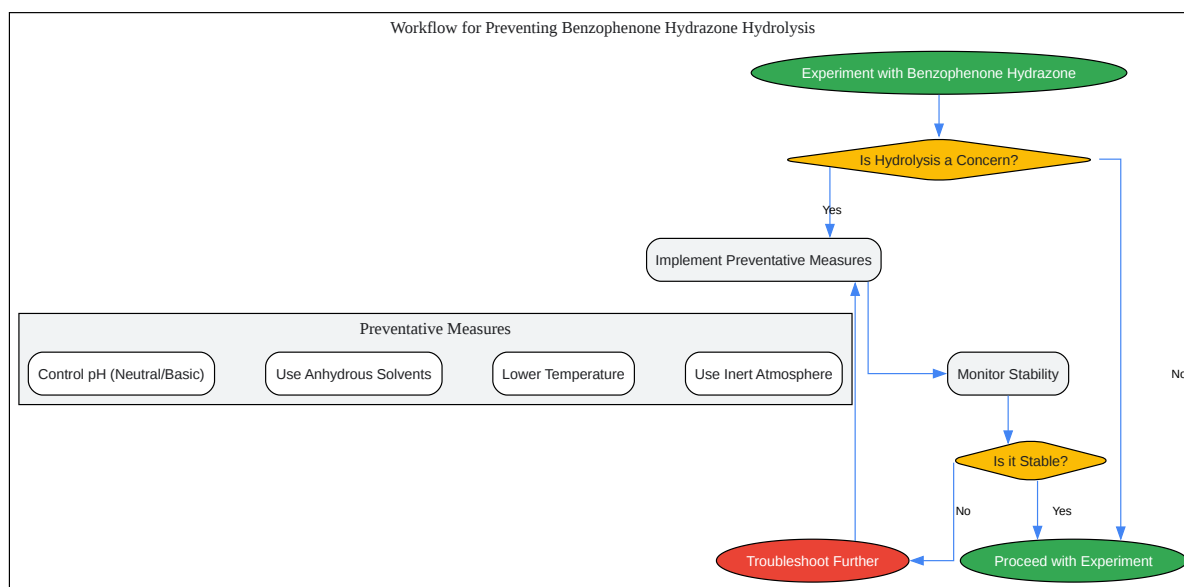 Workflow for Preventing Benzophenone Hydrazone Hydrolysis
Experiment with Benzophenone Hydrazone
Is Hydrolysis a Concern?
Yes
Implement Preventative Measures
Preventative Measures
Control pH (Neutral/Basic)
Use Anhydrous Solvents
Lower Temperature
Use Inert Atmosphere
Monitor Stability
No
Is it Stable?
No
Yes
Troubleshoot Further
Proceed with Experiment